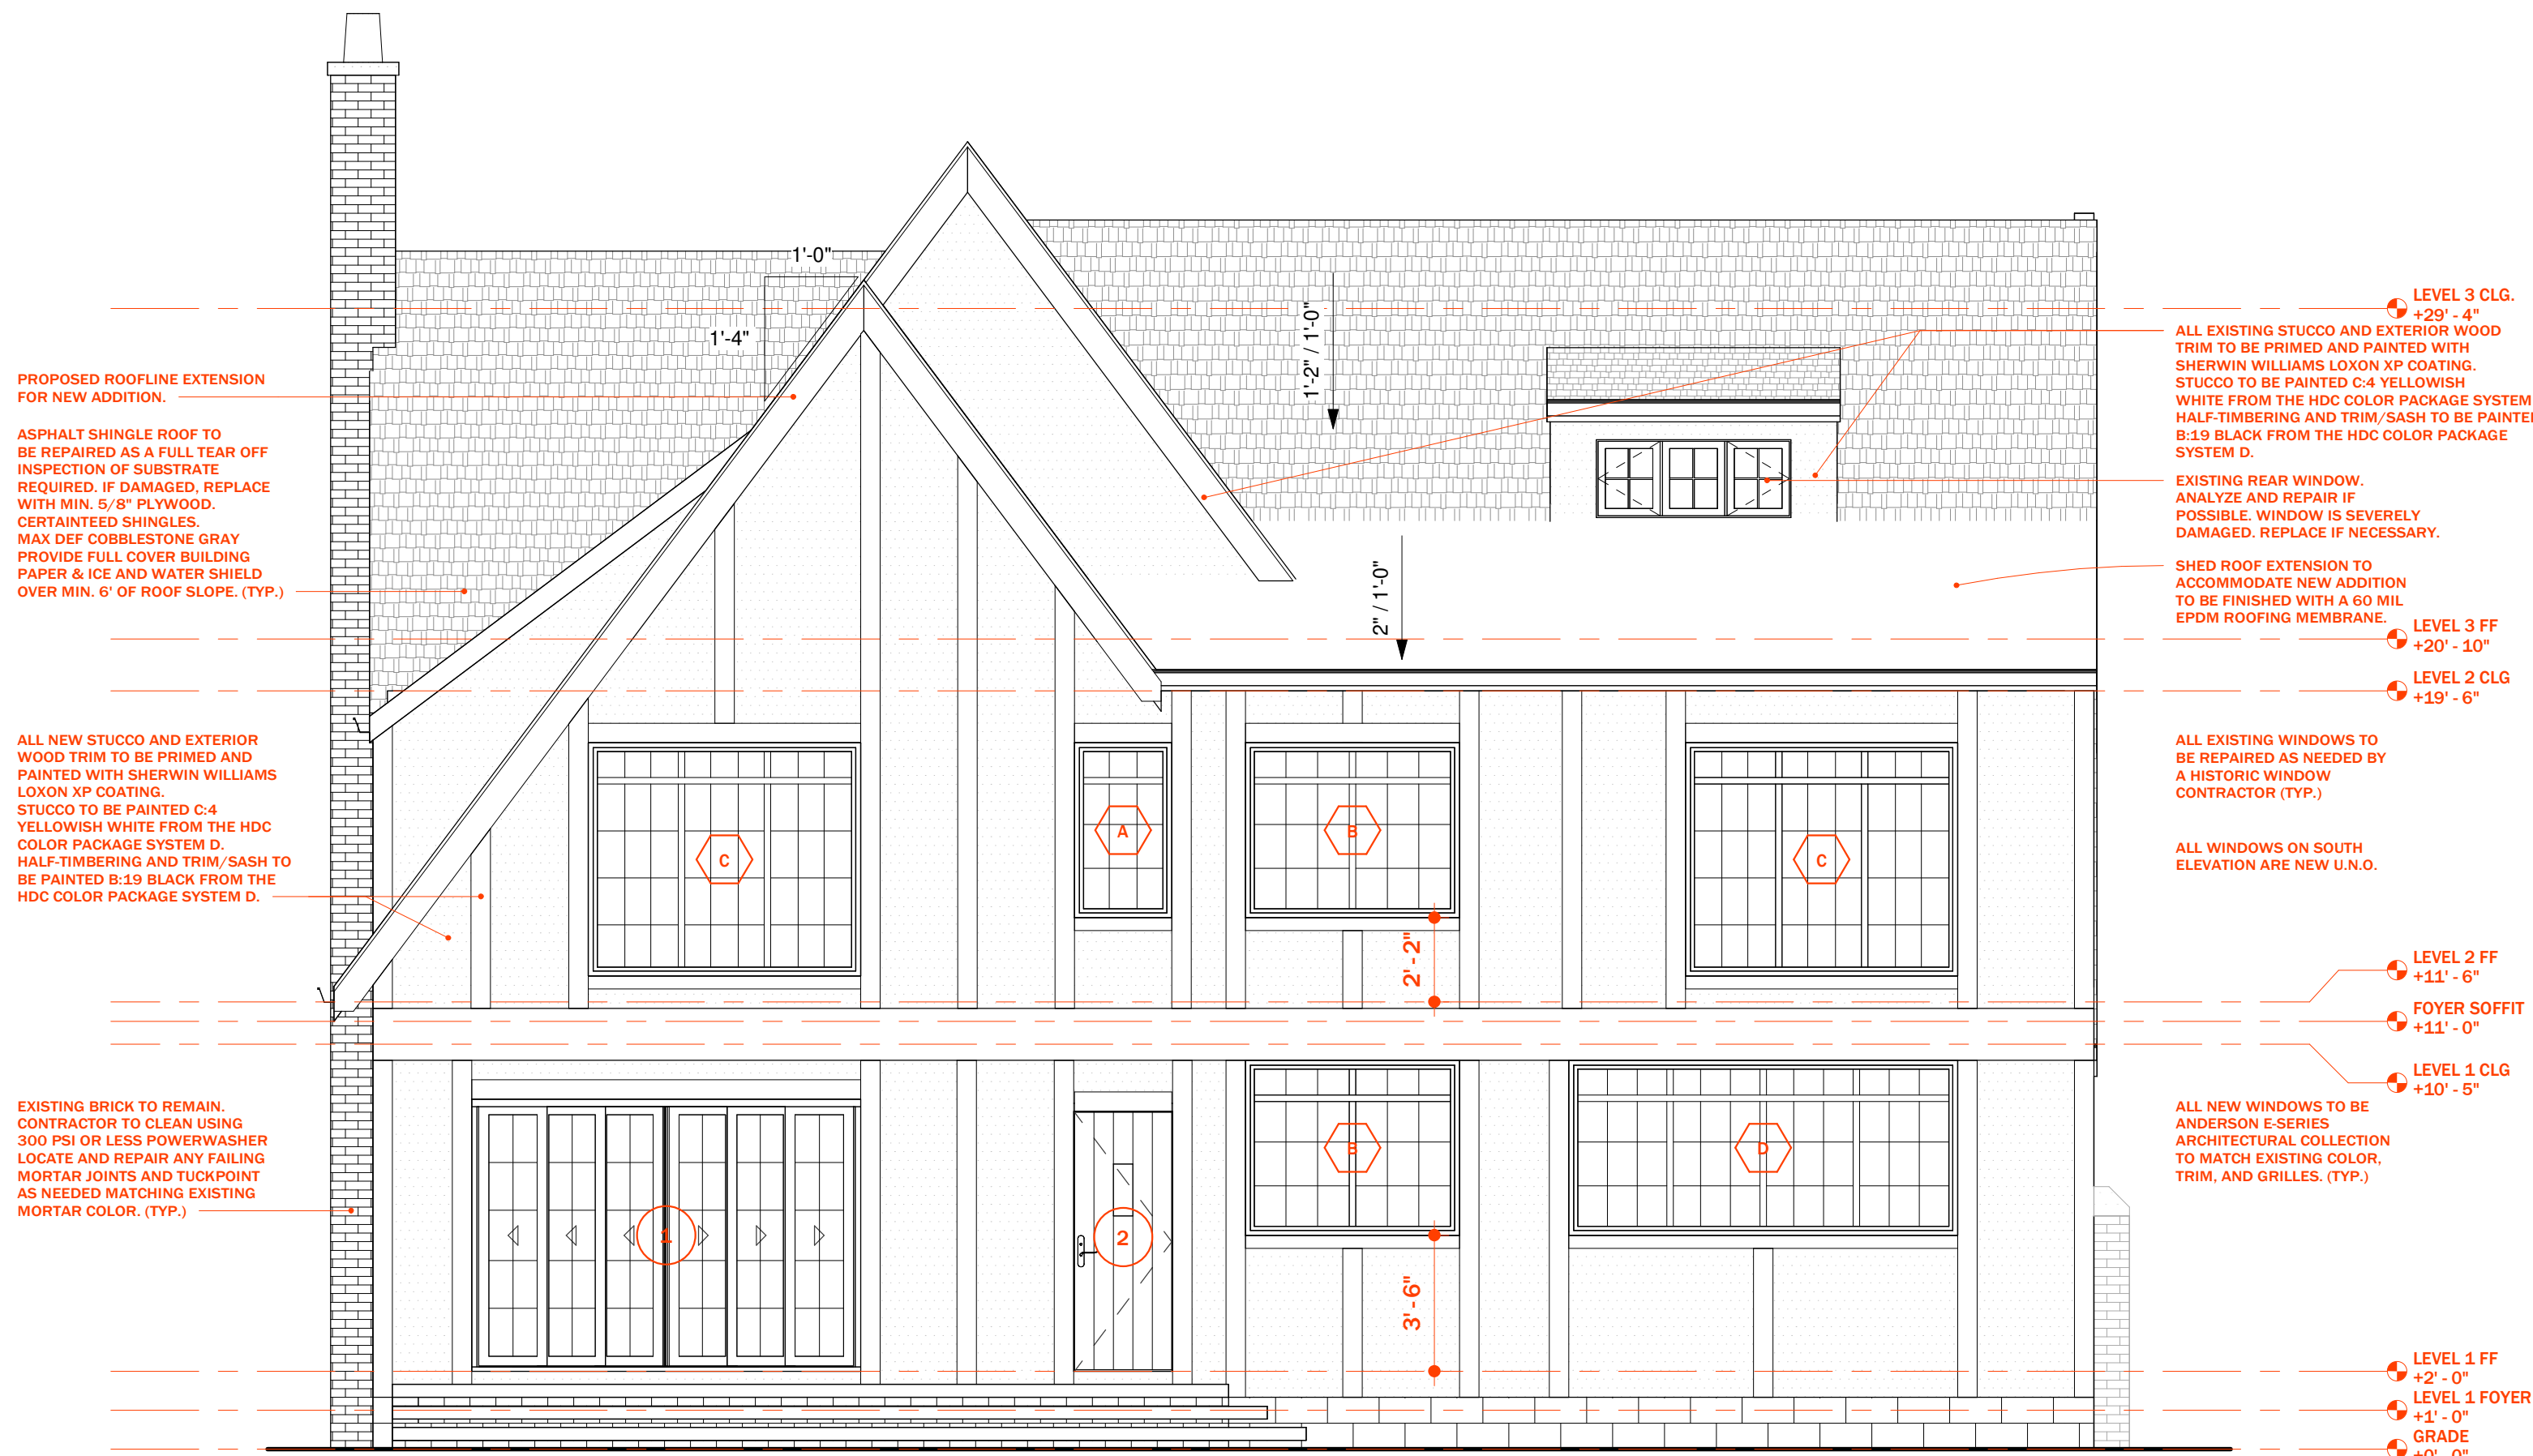 1'-0"
1'-4"
1'-2" / 1'-0"
2" / 1'-0"
PROPOSED ROOFLINE EXTENSION
FOR NEW ADDITION.
ASPHALT SHINGLE ROOF TO
BE REPAIRED AS A FULL TEAR OFF
INSPECTION OF SUBSTRATE
REQUIRED. IF DAMAGED, REPLACE
WITH MIN. 5/8" PLYWOOD.
CERTAINTEED SHINGLES.
MAX DEF COBBLESTONE GRAY
PROVIDE FULL COVER BUILDING
PAPER & ICE AND WATER SHIELD
OVER MIN. 6' OF ROOF SLOPE. (TYP.)
ALL NEW STUCCO AND EXTERIOR
WOOD TRIM TO BE PRIMED AND
PAINTED WITH SHERWIN WILLIAMS
LOXON XP COATING.
STUCCO TO BE PAINTED C:4
YELLOWISH WHITE FROM THE HDC
COLOR PACKAGE SYSTEM D.
HALF-TIMBERING AND TRIM/SASH TO
BE PAINTED B:19 BLACK FROM THE
HDC COLOR PACKAGE SYSTEM D.
EXISTING BRICK TO REMAIN.
CONTRACTOR TO CLEAN USING
300 PSI OR LESS POWERWASHER
LOCATE AND REPAIR ANY FAILING
MORTAR JOINTS AND TUCKPOINT
AS NEEDED MATCHING EXISTING
MORTAR COLOR. (TYP.)
C
A
B
C
2'-2"
1
2
B
D
3'-6"
LEVEL 3 CLG.
+29'-4"
ALL EXISTING STUCCO AND EXTERIOR WOOD
TRIM TO BE PRIMED AND PAINTED WITH
SHERWIN WILLIAMS LOXON XP COATING.
STUCCO TO BE PAINTED C:4 YELLOWISH
WHITE FROM THE HDC COLOR PACKAGE SYSTEM
HALF-TIMBERING AND TRIM/SASH TO BE PAINTE
B:19 BLACK FROM THE HDC COLOR PACKAGE
SYSTEM D.
EXISTING REAR WINDOW.
ANALYZE AND REPAIR IF
POSSIBLE. WINDOW IS SEVERELY
DAMAGED. REPLACE IF NECESSARY.
SHED ROOF EXTENSION TO
ACCOMMODATE NEW ADDITION
TO BE FINISHED WITH A 60 MIL
EPDM ROOFING MEMBRANE.
LEVEL 3 FF
+20'-10"
LEVEL 2 CLG
+19'-6"
ALL EXISTING WINDOWS TO
BE REPAIRED AS NEEDED BY
A HISTORIC WINDOW
CONTRACTOR (TYP.)
ALL WINDOWS ON SOUTH
ELEVATION ARE NEW U.N.O.
LEVEL 2 FF
+11'-6"
FOYER SOFFIT
+11'-0"
LEVEL 1 CLG
+10'-5"
ALL NEW WINDOWS TO BE
ANDERSON E-SERIES
ARCHITECTURAL COLLECTION
TO MATCH EXISTING COLOR,
TRIM, AND GRILLES. (TYP.)
LEVEL 1 FF
+2'-0"
LEVEL 1 FOYER
+1'-0"
GRADE
+0'-0"